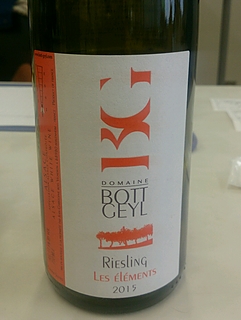 BG
DOMAINE
BOTT
GEYL
RIESLING
LES ÉLÉMENTS
2015